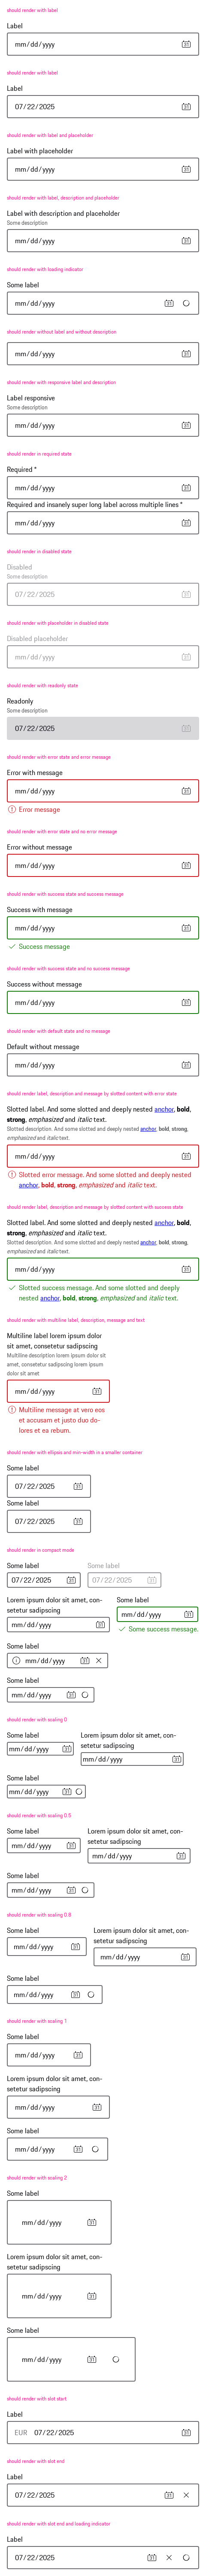 should render with label
Label
mm/dd/yyyy
should render with label
Label
07/22/2025
should render with label and placeholder
Label with placeholder
mm/dd/yyyy
should render with label, description and placeholder
Label with description and placeholder
Some description
mm/dd/yyyy
should render with loading indicator
Some label
mm/dd/yyyy
should render without label and without description
mm/dd/yyyy
should render with responsive label and description
Label responsive
Some description
mm/dd/yyyy
should render in required state
Required *
mm/dd/yyyy
Required and insanely super long label across multiple lines *
mm/dd/yyyy
should render in disabled state
Disabled
Some description
07/22/2025
should render with placeholder in disabled state
Disabled placeholder
mm/dd/yyyy
should render with readonly state
Readonly
Some description
07/22/2025
should render with error state and error message
Error with message
mm/dd/yyyy
Error message
should render with error state and no error message
Error without message
mm/dd/yyyy
should render with success state and success message
Success with message
mm/dd/yyyy
Success message
should render with success state and no success message
Success without message
mm/dd/yyyy
should render with default state and no message
Default without message
mm/dd/yyyy
should render label, description and message by slotted content with error state
Slotted label. And some slotted and deeply nested anchor, bold,
strong, emphasized and italic text.
Slotted description. And some slotted and deeply nested anchor, bold, strong,
emphasized and italic text.
mm/dd/yyyy
Slotted error message. And some slotted and deeply nested
anchor, bold, strong, emphasized and italic text.
should render label, description and message by slotted content with success state
Slotted label. And some slotted and deeply nested anchor, bold,
strong, emphasized and italic text.
Slotted description. And some slotted and deeply nested anchor, bold, strong,
emphasized and italic text.
mm/dd/yyyy
Slotted success message. And some slotted and deeply
nested anchor, bold, strong, emphasized and italic text.
should render with multiline label, description, message and text
Multiline label lorem ipsum dolor
sit amet, consetetur sadipscing
Multiline description lorem ipsum dolor sit
amet, consetetur sadipscing lorem ipsum
dolor sit amet
mm/dd/yyyy
Multiline message at vero eos
et accusam et justo duo do-
lores et ea rebum.
should render with ellipsis and min-width in a smaller container
Some label
07/22/2025
Some label
07/22/2025
should render in compact mode
Some label Some label
07/22/2025 07/22/2025
Lorem ipsum dolor sit amet, con- Some label
setetur sadipscing mm/dd/yyyy
mm/dd/yyyy Some success message.
Some label
mm/dd/yyyy
Some label
mm/dd/yyyy
should render with scaling 0
Some label Lorem ipsum dolor sit amet, con-
mm/dd/yyyy setetur sadipscing
mm/dd/yyyy
Some label
mm/dd/yyyy
should render with scaling 0.5
Some label Lorem ipsum dolor sit amet, con-
mm/dd/yyyy setetur sadipscing
mm/dd/yyyy
Some label
mm/dd/yyyy
should render with scaling 0.8
Some label Lorem ipsum dolor sit amet, con-
mm/dd/yyyy setetur sadipscing
mm/dd/yyyy
Some label
mm/dd/yyyy
should render with scaling 1
Some label
mm/dd/yyyy
Lorem ipsum dolor sit amet, con-
setetur sadipscing
mm/dd/yyyy
Some label
mm/dd/yyyy
should render with scaling 2
Some label
mm/dd/yyyy
Lorem ipsum dolor sit amet, con-
setetur sadipscing
mm/dd/yyyy
Some label
mm/dd/yyyy
should render with slot start
Label
EUR 07/22/2025
should render with slot end
Label
07/22/2025
should render with slot end and loading indicator
Label
07/22/2025